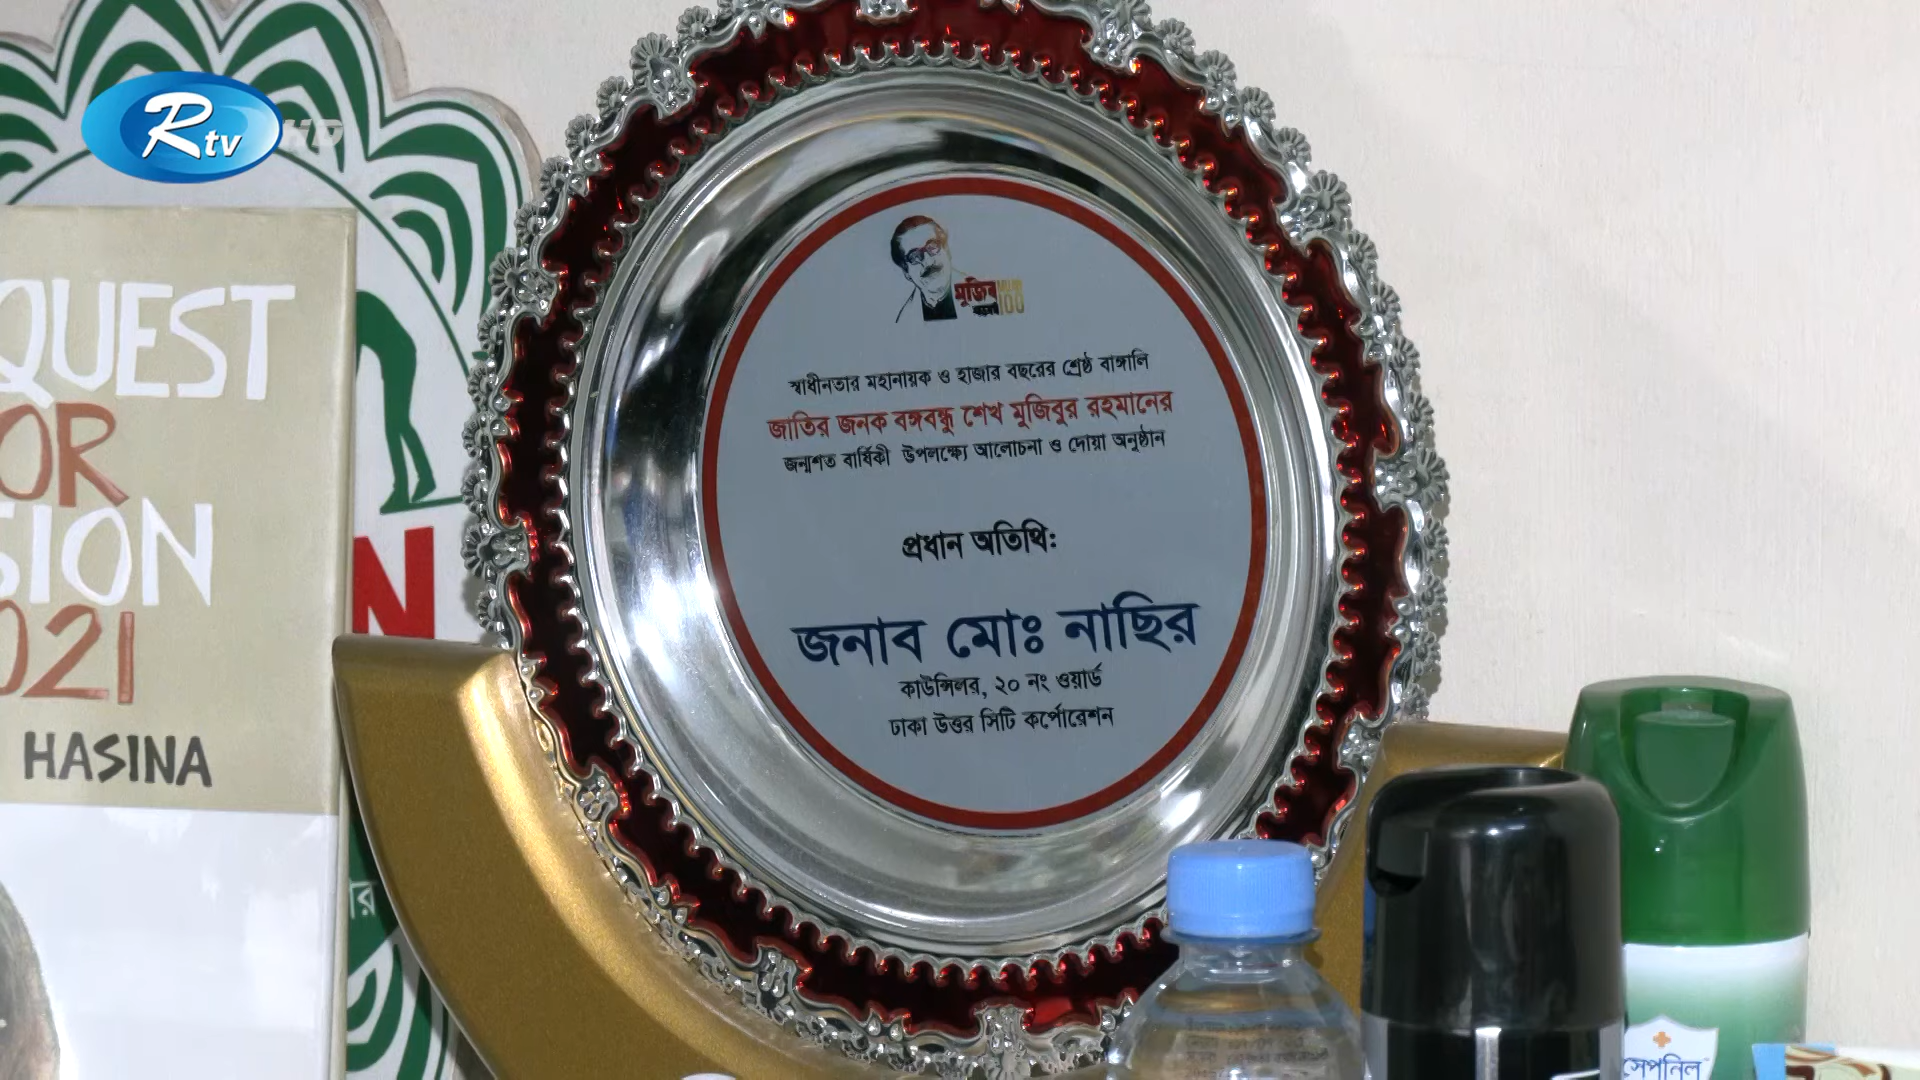 Rtv HD
QUEST
OR
SION
021
HASINA
N
মুজিব
100
স্বাধীনতার মহানায়ক ও হাজার বছরের শ্রেষ্ঠ বাঙ্গালি
জাতির জনক বঙ্গবন্ধু শেখ মুজিবুর রহমানের
জন্মশত বার্ষিকী উপলক্ষ্যে আলোচনা ও দোয়া অনুষ্ঠান
প্রধান অতিথি:
জনাব মোঃ নাছির
কাউন্সিলর, ২০ নং ওয়ার্ড
ঢাকা উত্তর সিটি কর্পোরেশন
সেপনিল